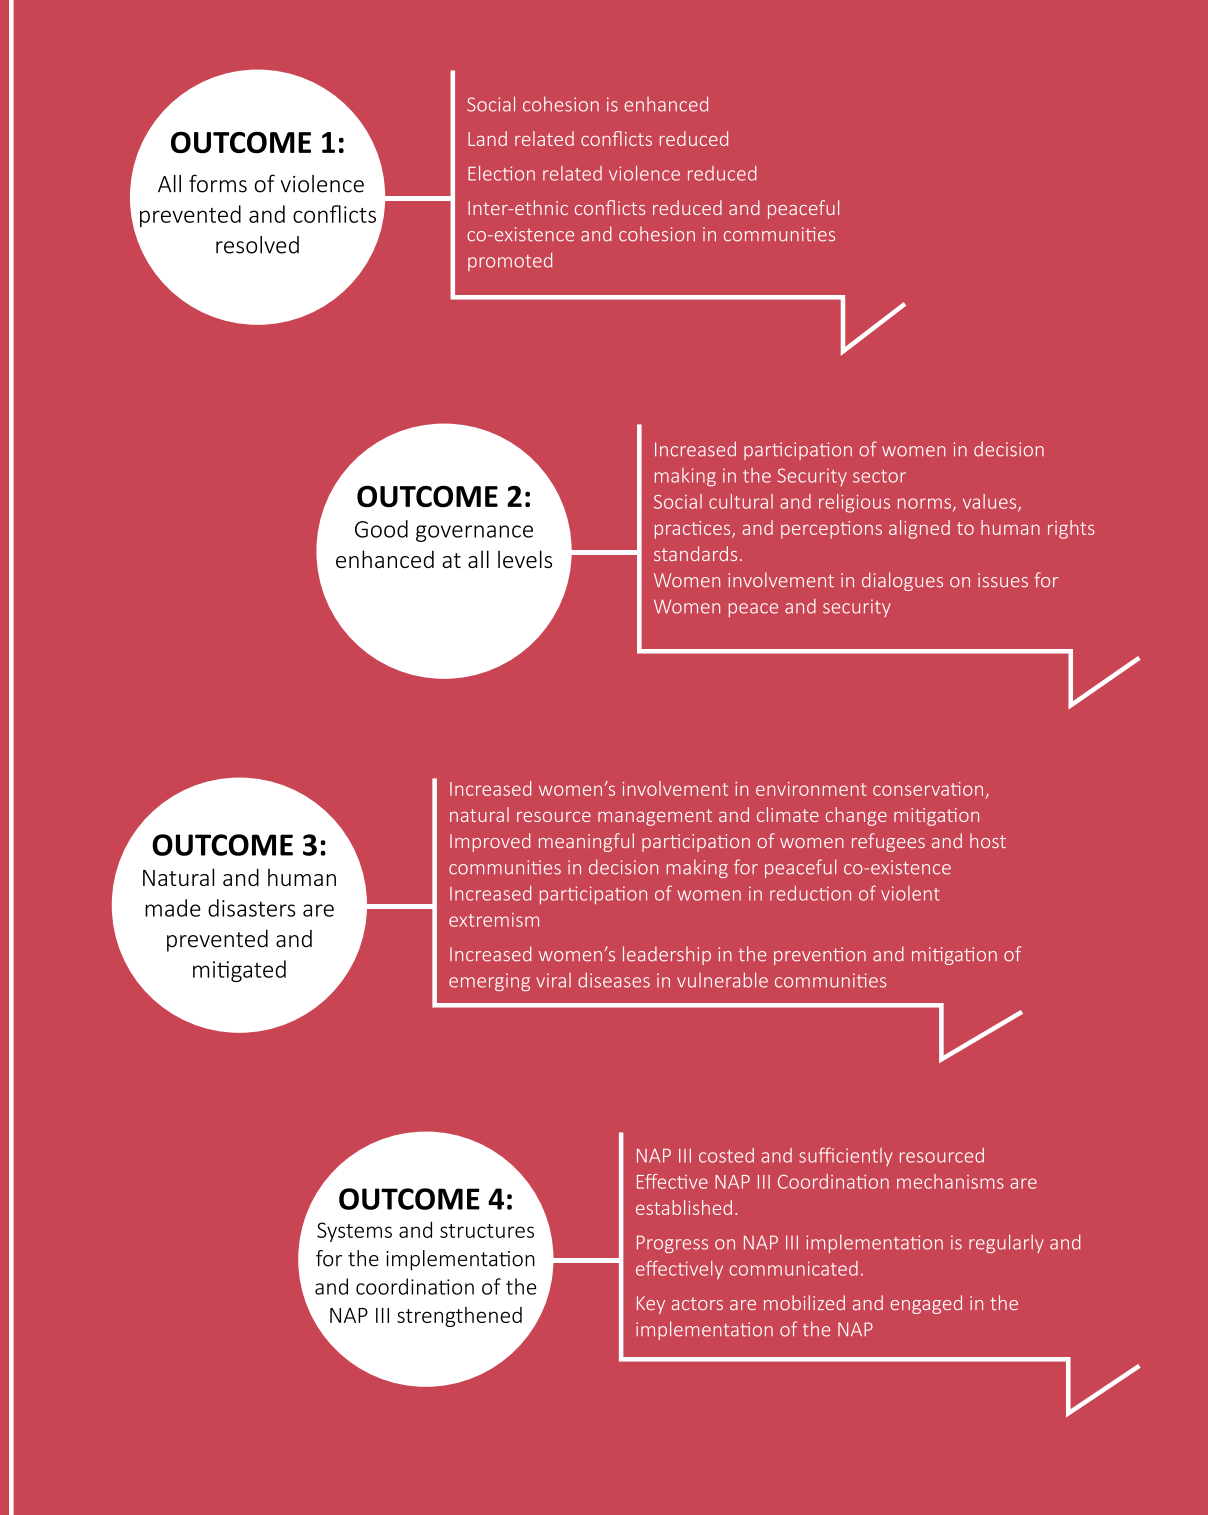 OUTCOME 1:
All forms of violence
prevented and conflicts
resolved
Social cohesion is enhanced
Land related conflicts reduced
Election related violence reduced
Inter-ethnic conflicts reduced and peaceful
co-existence and cohesion in communities
promoted
OUTCOME 2:
Good governance
enhanced at all levels
Increased participation of women in decision
making in the Security sector
Social cultural and religious norms, values,
practices, and perceptions aligned to human rights
standards.
Women involvement in dialogues on issues for
Women peace and security
OUTCOME 3:
Natural and human
made disasters are
prevented and
mitigated
Increased women’s involvement in environment conservation,
natural resource management and climate change mitigation
Improved meaningful participation of women refugees and host
communities in decision making for peaceful co-existence
Increased participation of women in reduction of violent
extremism
Increased women’s leadership in the prevention and mitigation of
emerging viral diseases in vulnerable communities
OUTCOME 4:
Systems and structures
for the implementation
and coordination of the
NAP III strengthened
NAP III costed and sufficiently resourced
Effective NAP III Coordination mechanisms are
established.
Progress on NAP III implementation is regularly and
effectively communicated.
Key actors are mobilized and engaged in the
implementation of the NAP